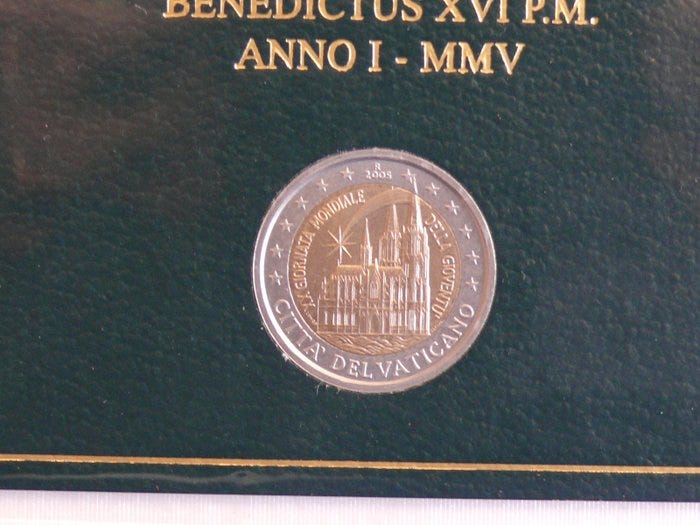 BENEDICTUS XVI P.M.
ANNO I - MMV
R
2005
XX GIORNATA MONDIALE DELLA GIOVENTU'
CITTA' DEL VATICANO